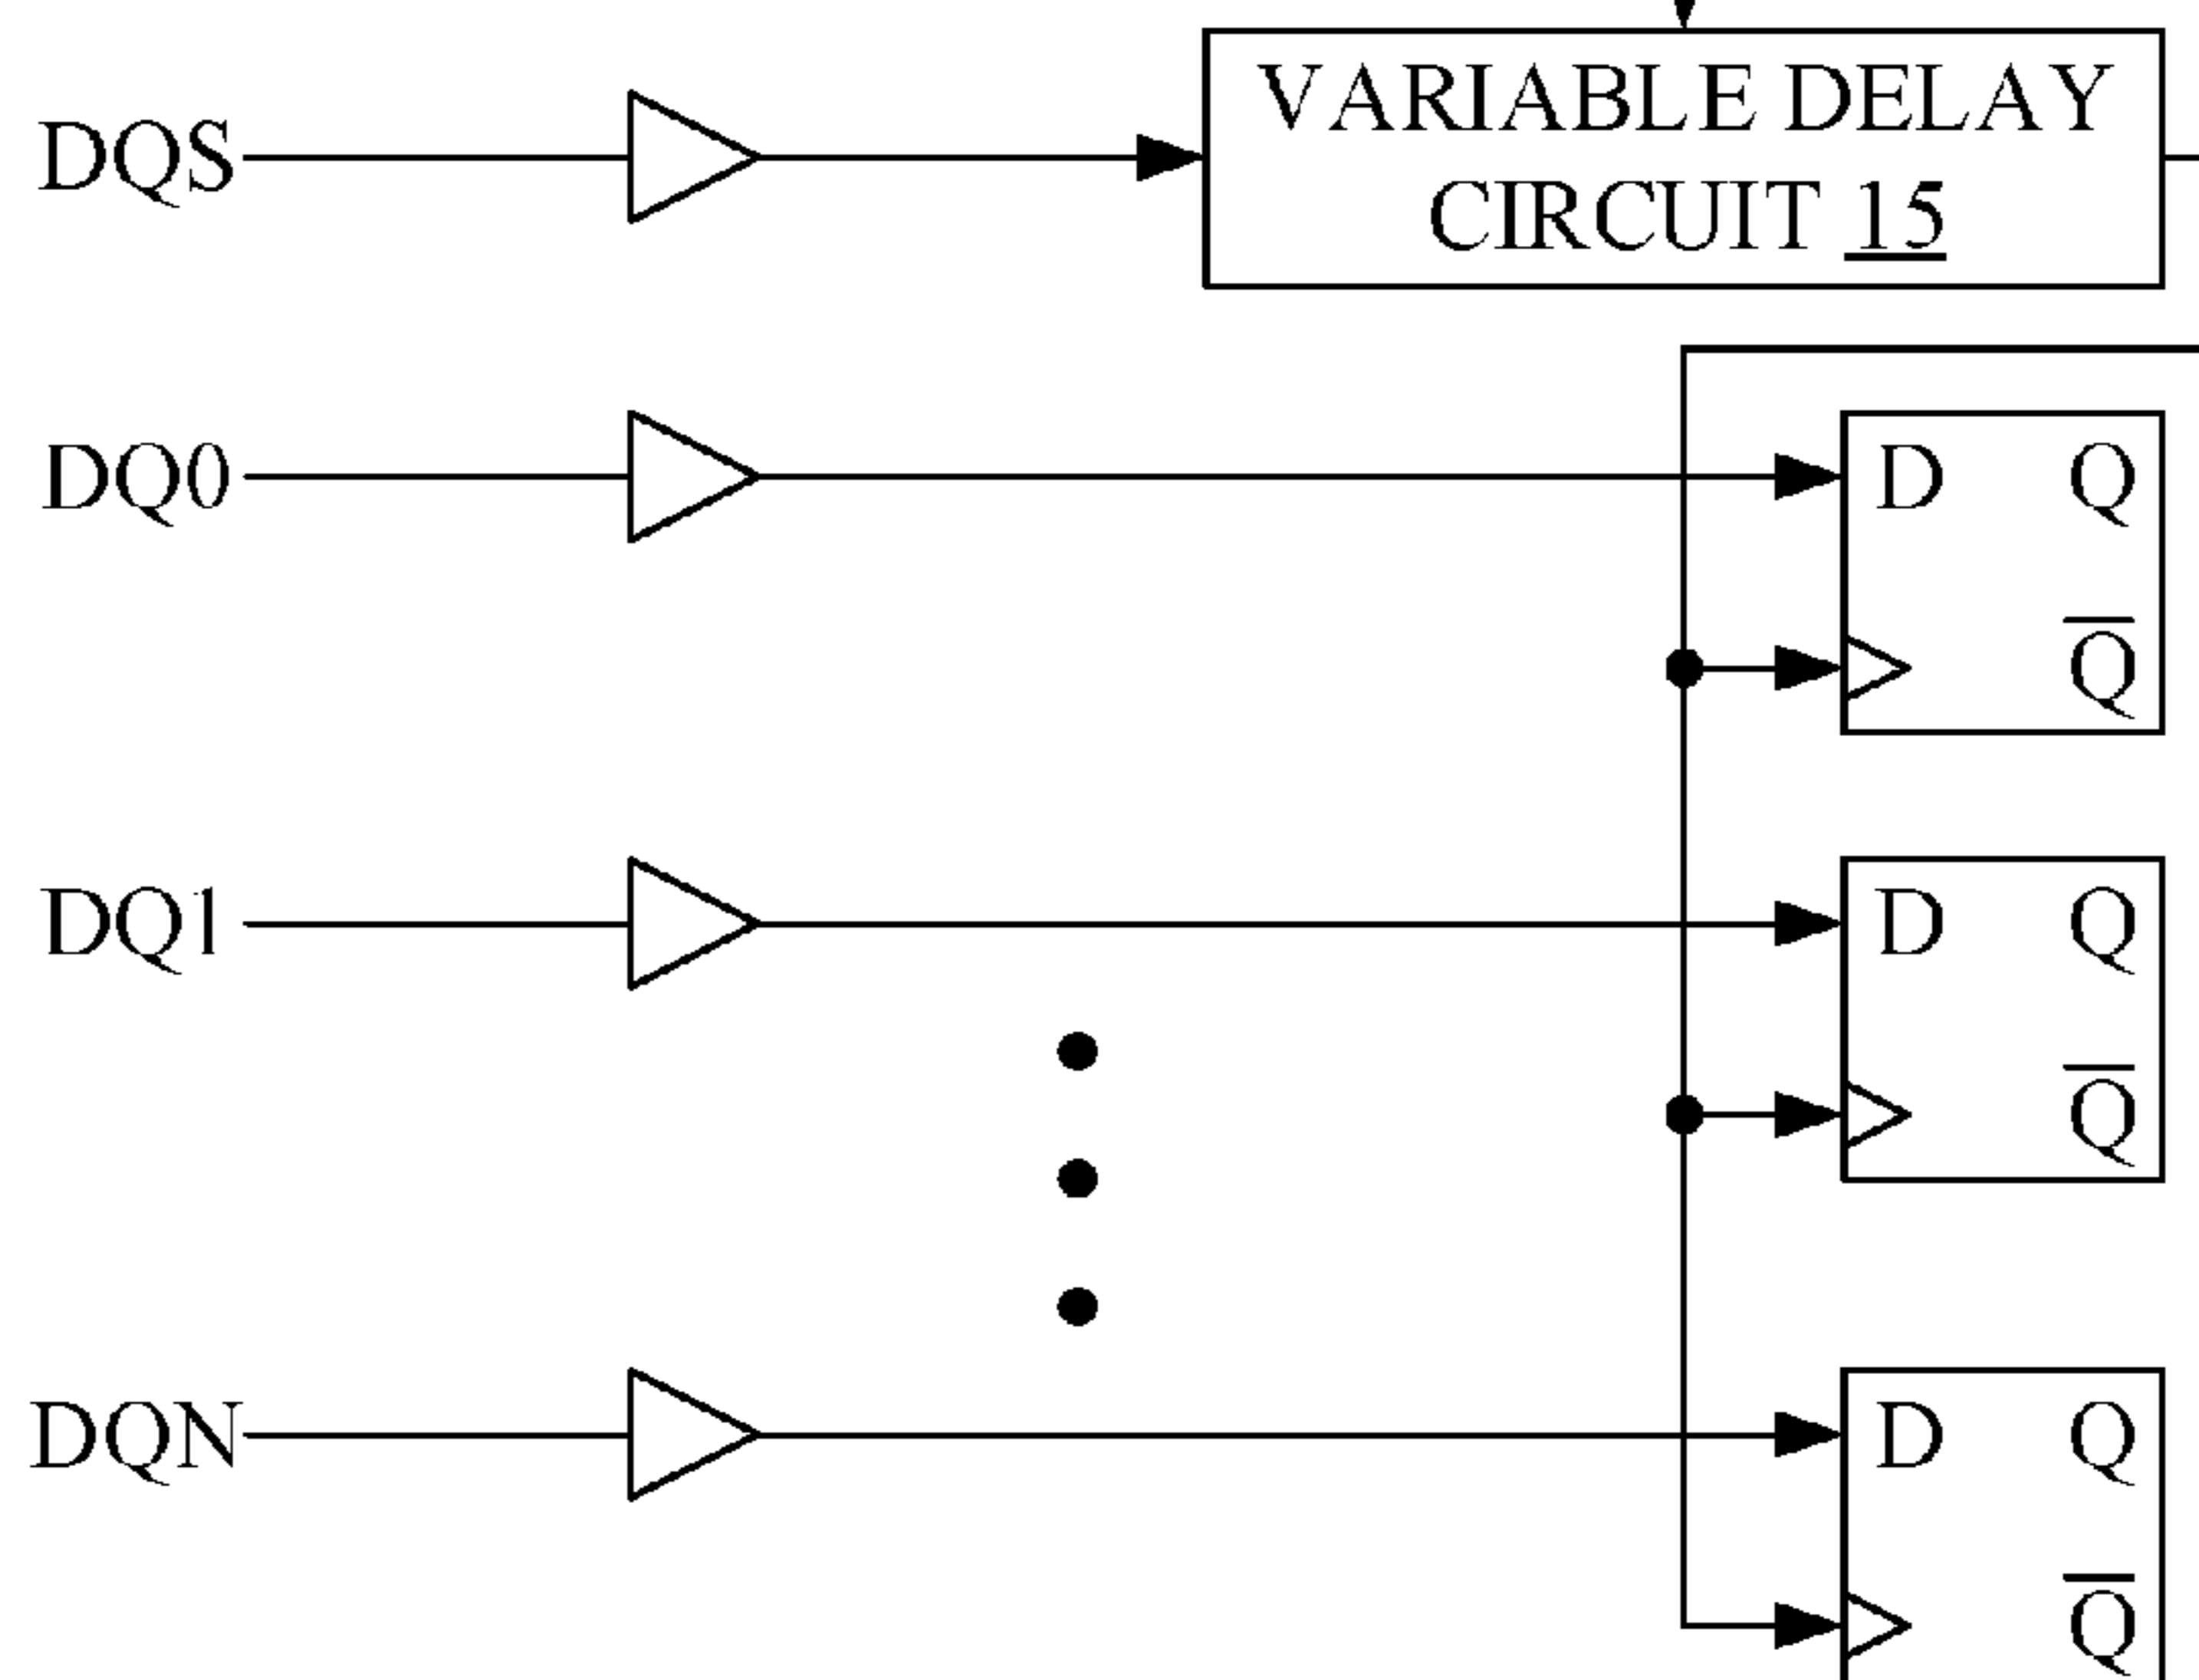 DQS
VARIABLE DELAY
CIRCUIT 15
DQ0
D Q
Q̅
DQ1
D Q
Q̅
DQN
D Q
Q̅